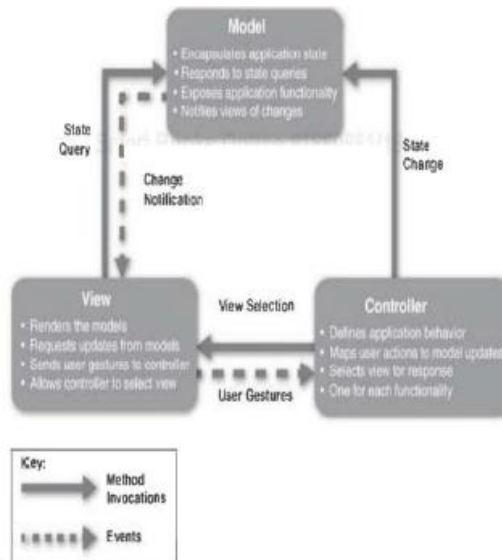 Model
• Encapsulates application state
• Responds to state queries
• Exposes application functionality
• Notifies views of changes
State
Query
State
Change
Change
Notification
View
• Renders the models
• Requests updates from models
• Sends user gestures to controller
• Allows controller to select view
View Selection
User Gestures
Controller
• Defines application behavior
• Maps user actions to model updates
• Selects view for response
• One for each functionality
Key:
Method
Invocations
Events